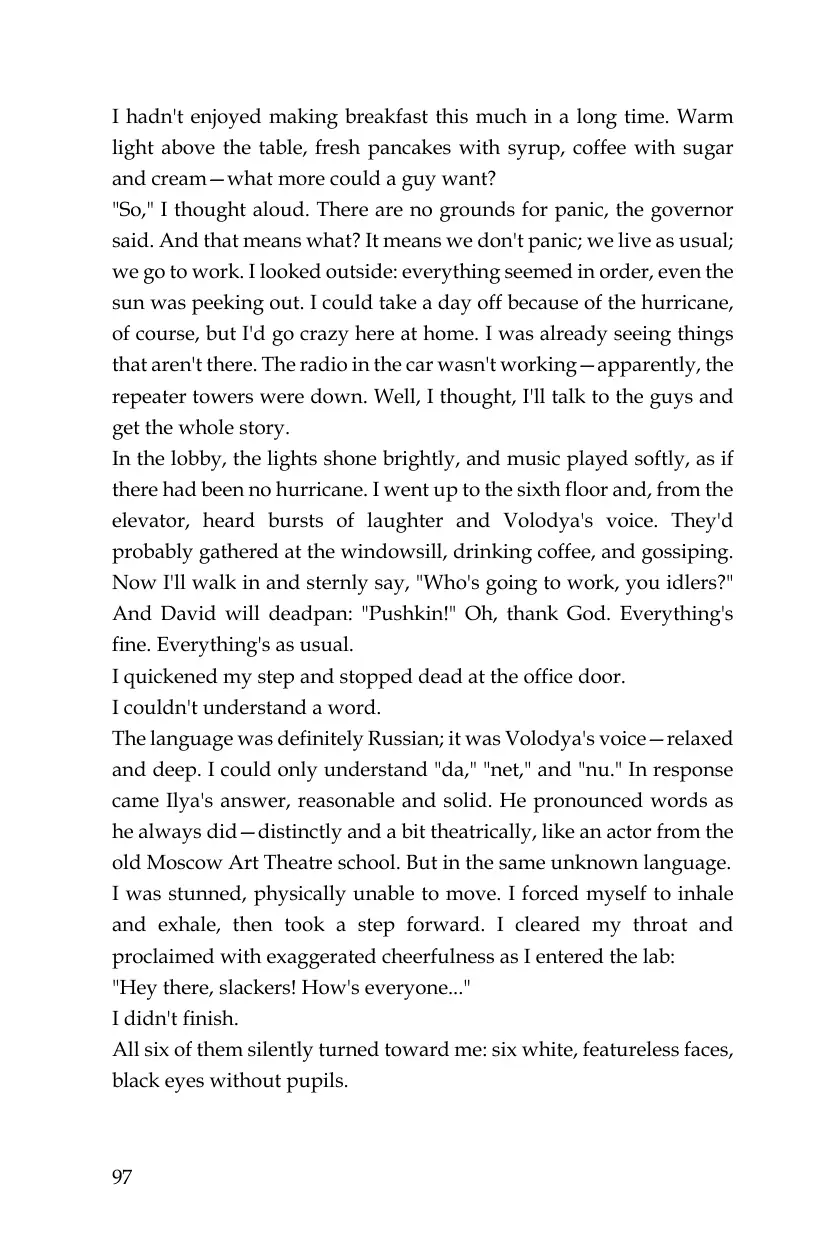 I hadn't enjoyed making breakfast this much in a long time. Warm
light above the table, fresh pancakes with syrup, coffee with sugar
and cream—what more could a guy want?
"So," I thought aloud. There are no grounds for panic, the governor
said. And that means what? It means we don't panic; we live as usual;
we go to work. I looked outside: everything seemed in order, even the
sun was peeking out. I could take a day off because of the hurricane,
of course, but I'd go crazy here at home. I was already seeing things
that aren't there. The radio in the car wasn't working—apparently, the
repeater towers were down. Well, I thought, I'll talk to the guys and
get the whole story.
In the lobby, the lights shone brightly, and music played softly, as if
there had been no hurricane. I went up to the sixth floor and, from the
elevator, heard bursts of laughter and Volodya's voice. They'd
probably gathered at the windowsill, drinking coffee, and gossiping.
Now I'll walk in and sternly say, "Who's going to work, you idlers?"
And David will deadpan: "Pushkin!" Oh, thank God. Everything's
fine. Everything's as usual.
I quickened my step and stopped dead at the office door.
I couldn't understand a word.
The language was definitely Russian; it was Volodya's voice—relaxed
and deep. I could only understand "da," "net," and "nu." In response
came Ilya's answer, reasonable and solid. He pronounced words as
he always did—distinctly and a bit theatrically, like an actor from the
old Moscow Art Theatre school. But in the same unknown language.
I was stunned, physically unable to move. I forced myself to inhale
and exhale, then took a step forward. I cleared my throat and
proclaimed with exaggerated cheerfulness as I entered the lab:
"Hey there, slackers! How's everyone..."
I didn't finish.
All six of them silently turned toward me: six white, featureless faces,
black eyes without pupils.
97